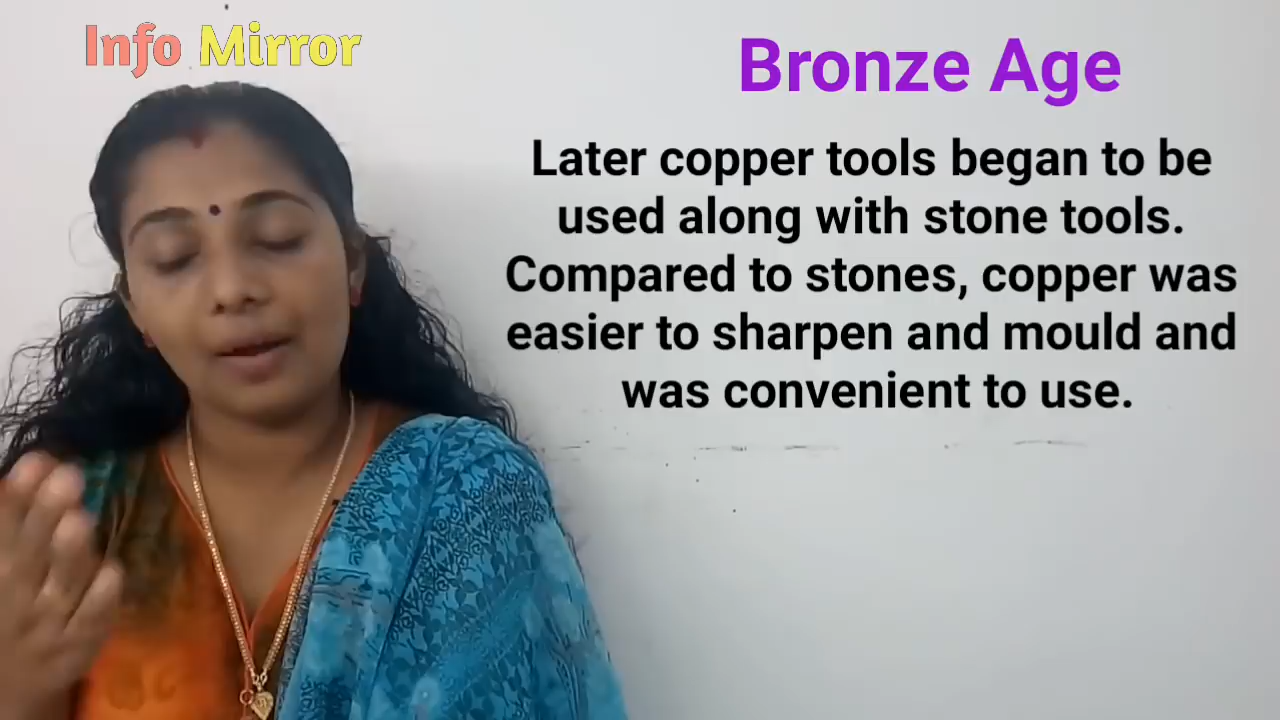 Info Mirror
Bronze Age
Later copper tools began to be
used along with stone tools.
Compared to stones, copper was
easier to sharpen and mould and
was convenient to use.